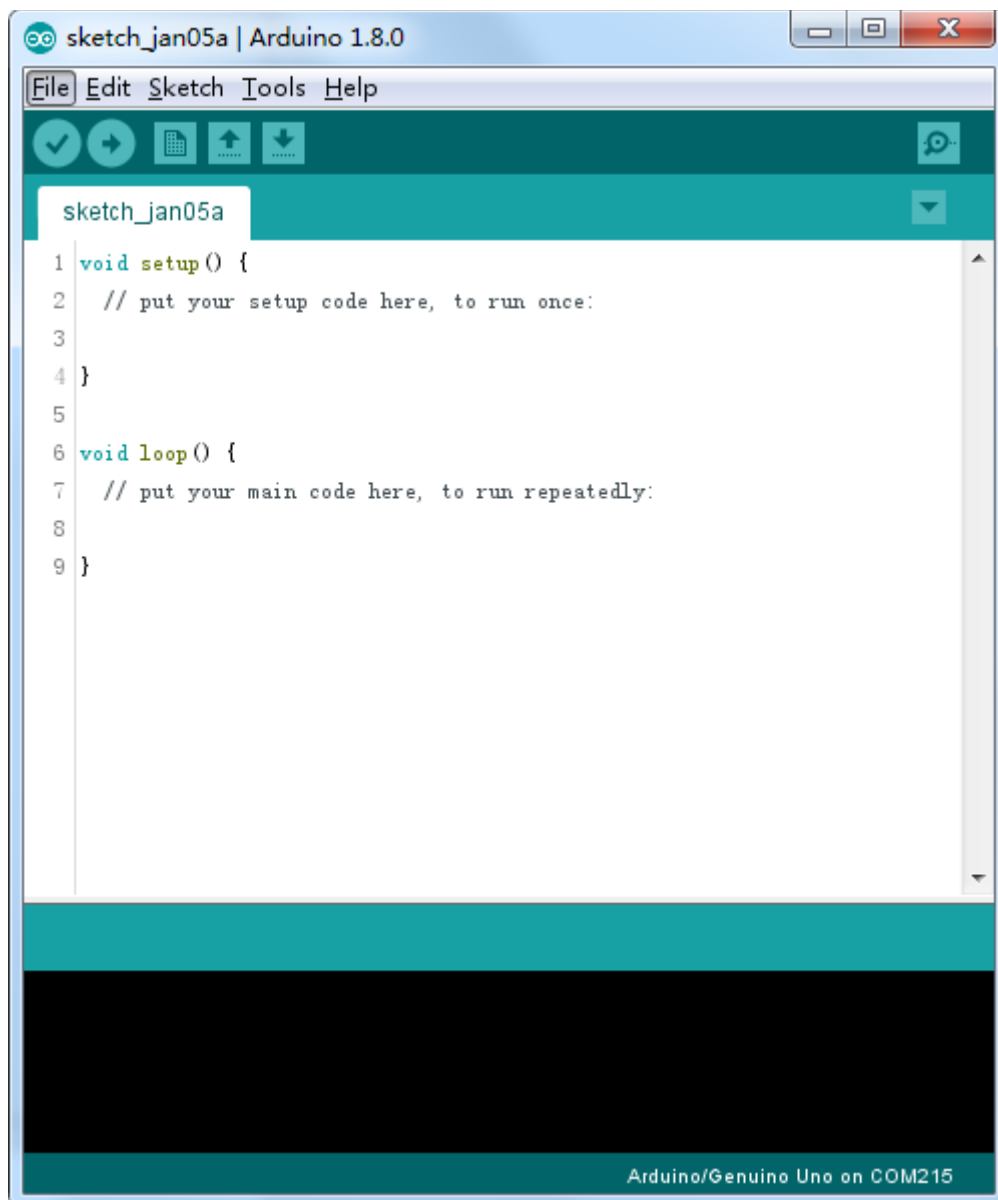 sketch_jan05a | Arduino 1.8.0
File Edit Sketch Tools Help
sketch_jan05a
1 void setup() {
2 // put your setup code here, to run once:
3
4 }
5
6 void loop() {
7 // put your main code here, to run repeatedly:
8
9 }
Arduino/Genuino Uno on COM215